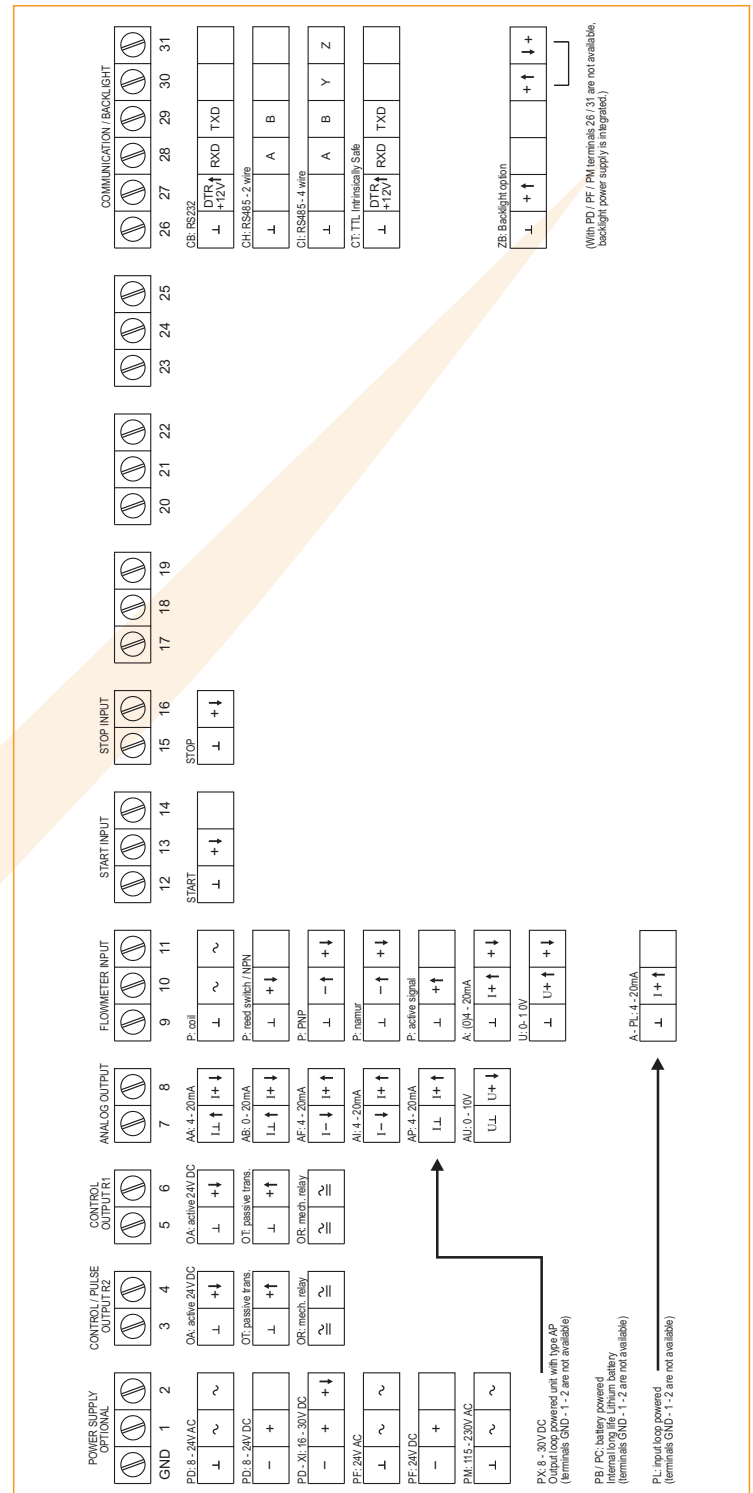 POWER SUPPLY
OPTIONAL
GND 1 2
PD: 8 - 24V AC
⊥ ~ ~
PD: 8 - 24V DC
− +
PD - XI: 16 - 30V DC
− + +↓
PF: 24V AC
⊥ ~ ~
PF: 24V DC
− +
PM: 115 - 230V AC
⊥ ~ ~
PX: 8 - 30V DC
Output loop powered unit with type AP
(terminals GND - 1 - 2 are not available)
PB / PC: battery powered
Internal long life Lithium battery
(terminals GND - 1 - 2 are not available)
PL: input loop powered
(terminals GND - 1 - 2 are not available)
CONTROL / PULSE
OUTPUT R2
3 4
OA: active 24V DC
⊥ +↓
OT: passive trans.
⊥ +↑
OR: mech. relay
CONTROL
OUTPUT R1
5 6
OA: active 24V DC
⊥ +↓
OT: passive trans.
⊥ +↑
OR: mech. relay
ANALOG OUTPUT
7 8
AA: 4 - 20mA
I⊥↑ I+↓
AB: 0 - 20mA
I⊥↑ I+↓
AF: 4 - 20mA
I−↓ I+↑
AI: 4 - 20mA
I−↓ I+↑
AP: 4 - 20mA
I⊥ I+↑
AU: 0 - 10V
U⊥ U+↓
FLOWMETER INPUT
9 10 11
P: coil
⊥ ~ ~
P: reed switch / NPN
⊥ +↓
P: PNP
⊥ −↑ +↓
P: namur
⊥ −↑ +↓
P: active signal
⊥ +↑
A: (0)4 - 20mA
⊥ I+↑ +↓
U: 0- 1 0V
⊥ U+↑ +↓
A - PL: 4 - 20mA
⊥ I+↑
START INPUT
12 13 14
START
⊥ +↓
STOP INPUT
15 16
STOP
⊥ +↓
17 18 19
20 21 22
23 24 25
COMMUNICATION / BACKLIGHT
26 27 28 29 30 31
CB: RS232
⊥ DTR +12V↑ RXD TXD
CH: RS485 - 2 wire
⊥ A B
CI: RS485 - 4 wire
⊥ A B Y Z
CT: TTL Intrinsically Safe
⊥ DTR +12V↑ RXD TXD
ZB: Backlight option
⊥ +↑ +↑ ↓+
(With PD / PF / PM terminals 26 / 31 are not available,
backlight power supply is integrated.)